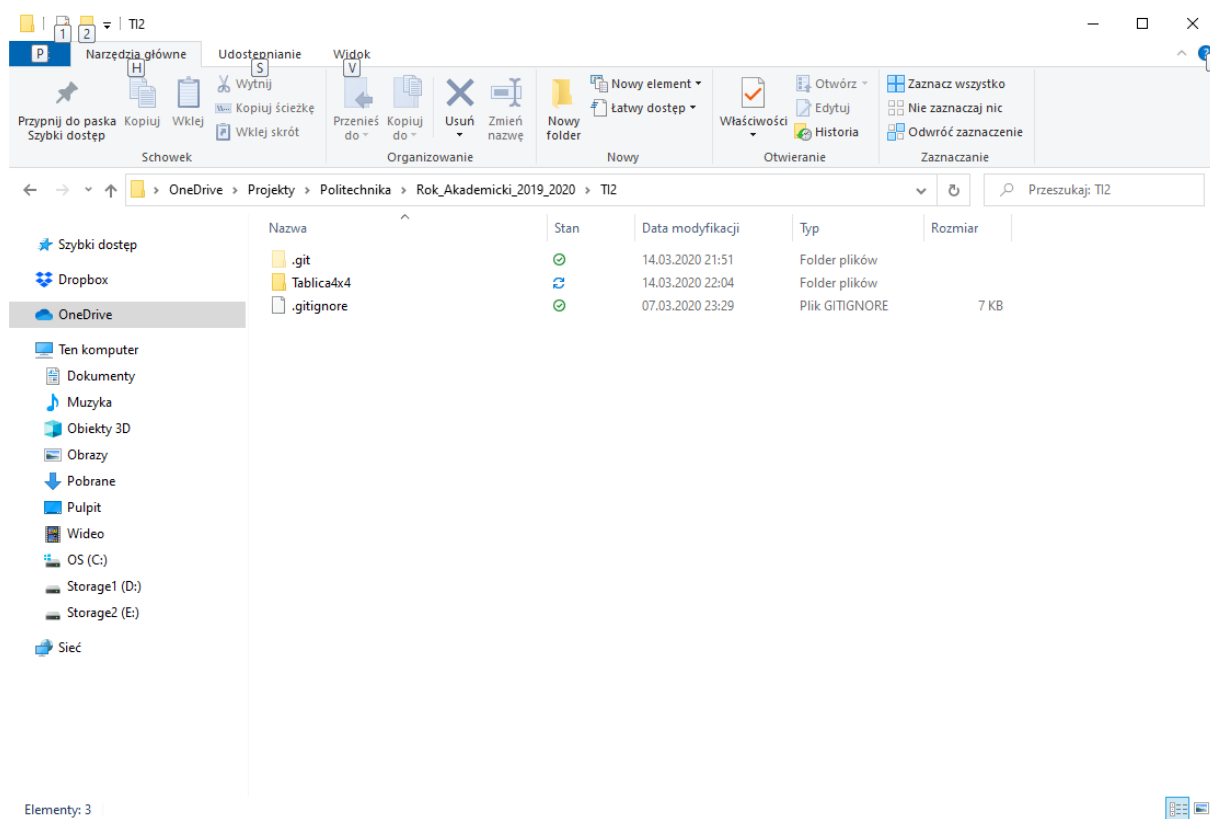 TI2
1 2
P Narzędzia główne Udostępnianie Widok
H S V
Przypnij do paska Szybki dostęp
Kopiuj
Wklej
Wytnij
Kopiuj ścieżkę
Wklej skrót
Przenieś do
Kopiuj do
Usuń
Zmień nazwę
Nowy folder
Nowy element
Łatwy dostęp
Właściwości
Otwórz
Edytuj
Historia
Zaznacz wszystko
Nie zaznaczaj nic
Odwróć zaznaczenie
Schowek Organizowanie Nowy Otwieranie Zaznaczanie
OneDrive Projekty Politechnika Rok_Akademicki_2019_2020 TI2
Przeszukaj: TI2
Nazwa Stan Data modyfikacji Typ Rozmiar
.git 14.03.2020 21:51 Folder plików
Tablica4x4 14.03.2020 22:04 Folder plików
.gitignore 07.03.2020 23:29 Plik GITIGNORE 7 KB
Szybki dostęp
Dropbox
OneDrive
Ten komputer
Dokumenty
Muzyka
Obiekty 3D
Obrazy
Pobrane
Pulpit
Wideo
OS (C:)
Storage1 (D:)
Storage2 (E:)
Sieć
Elementy: 3